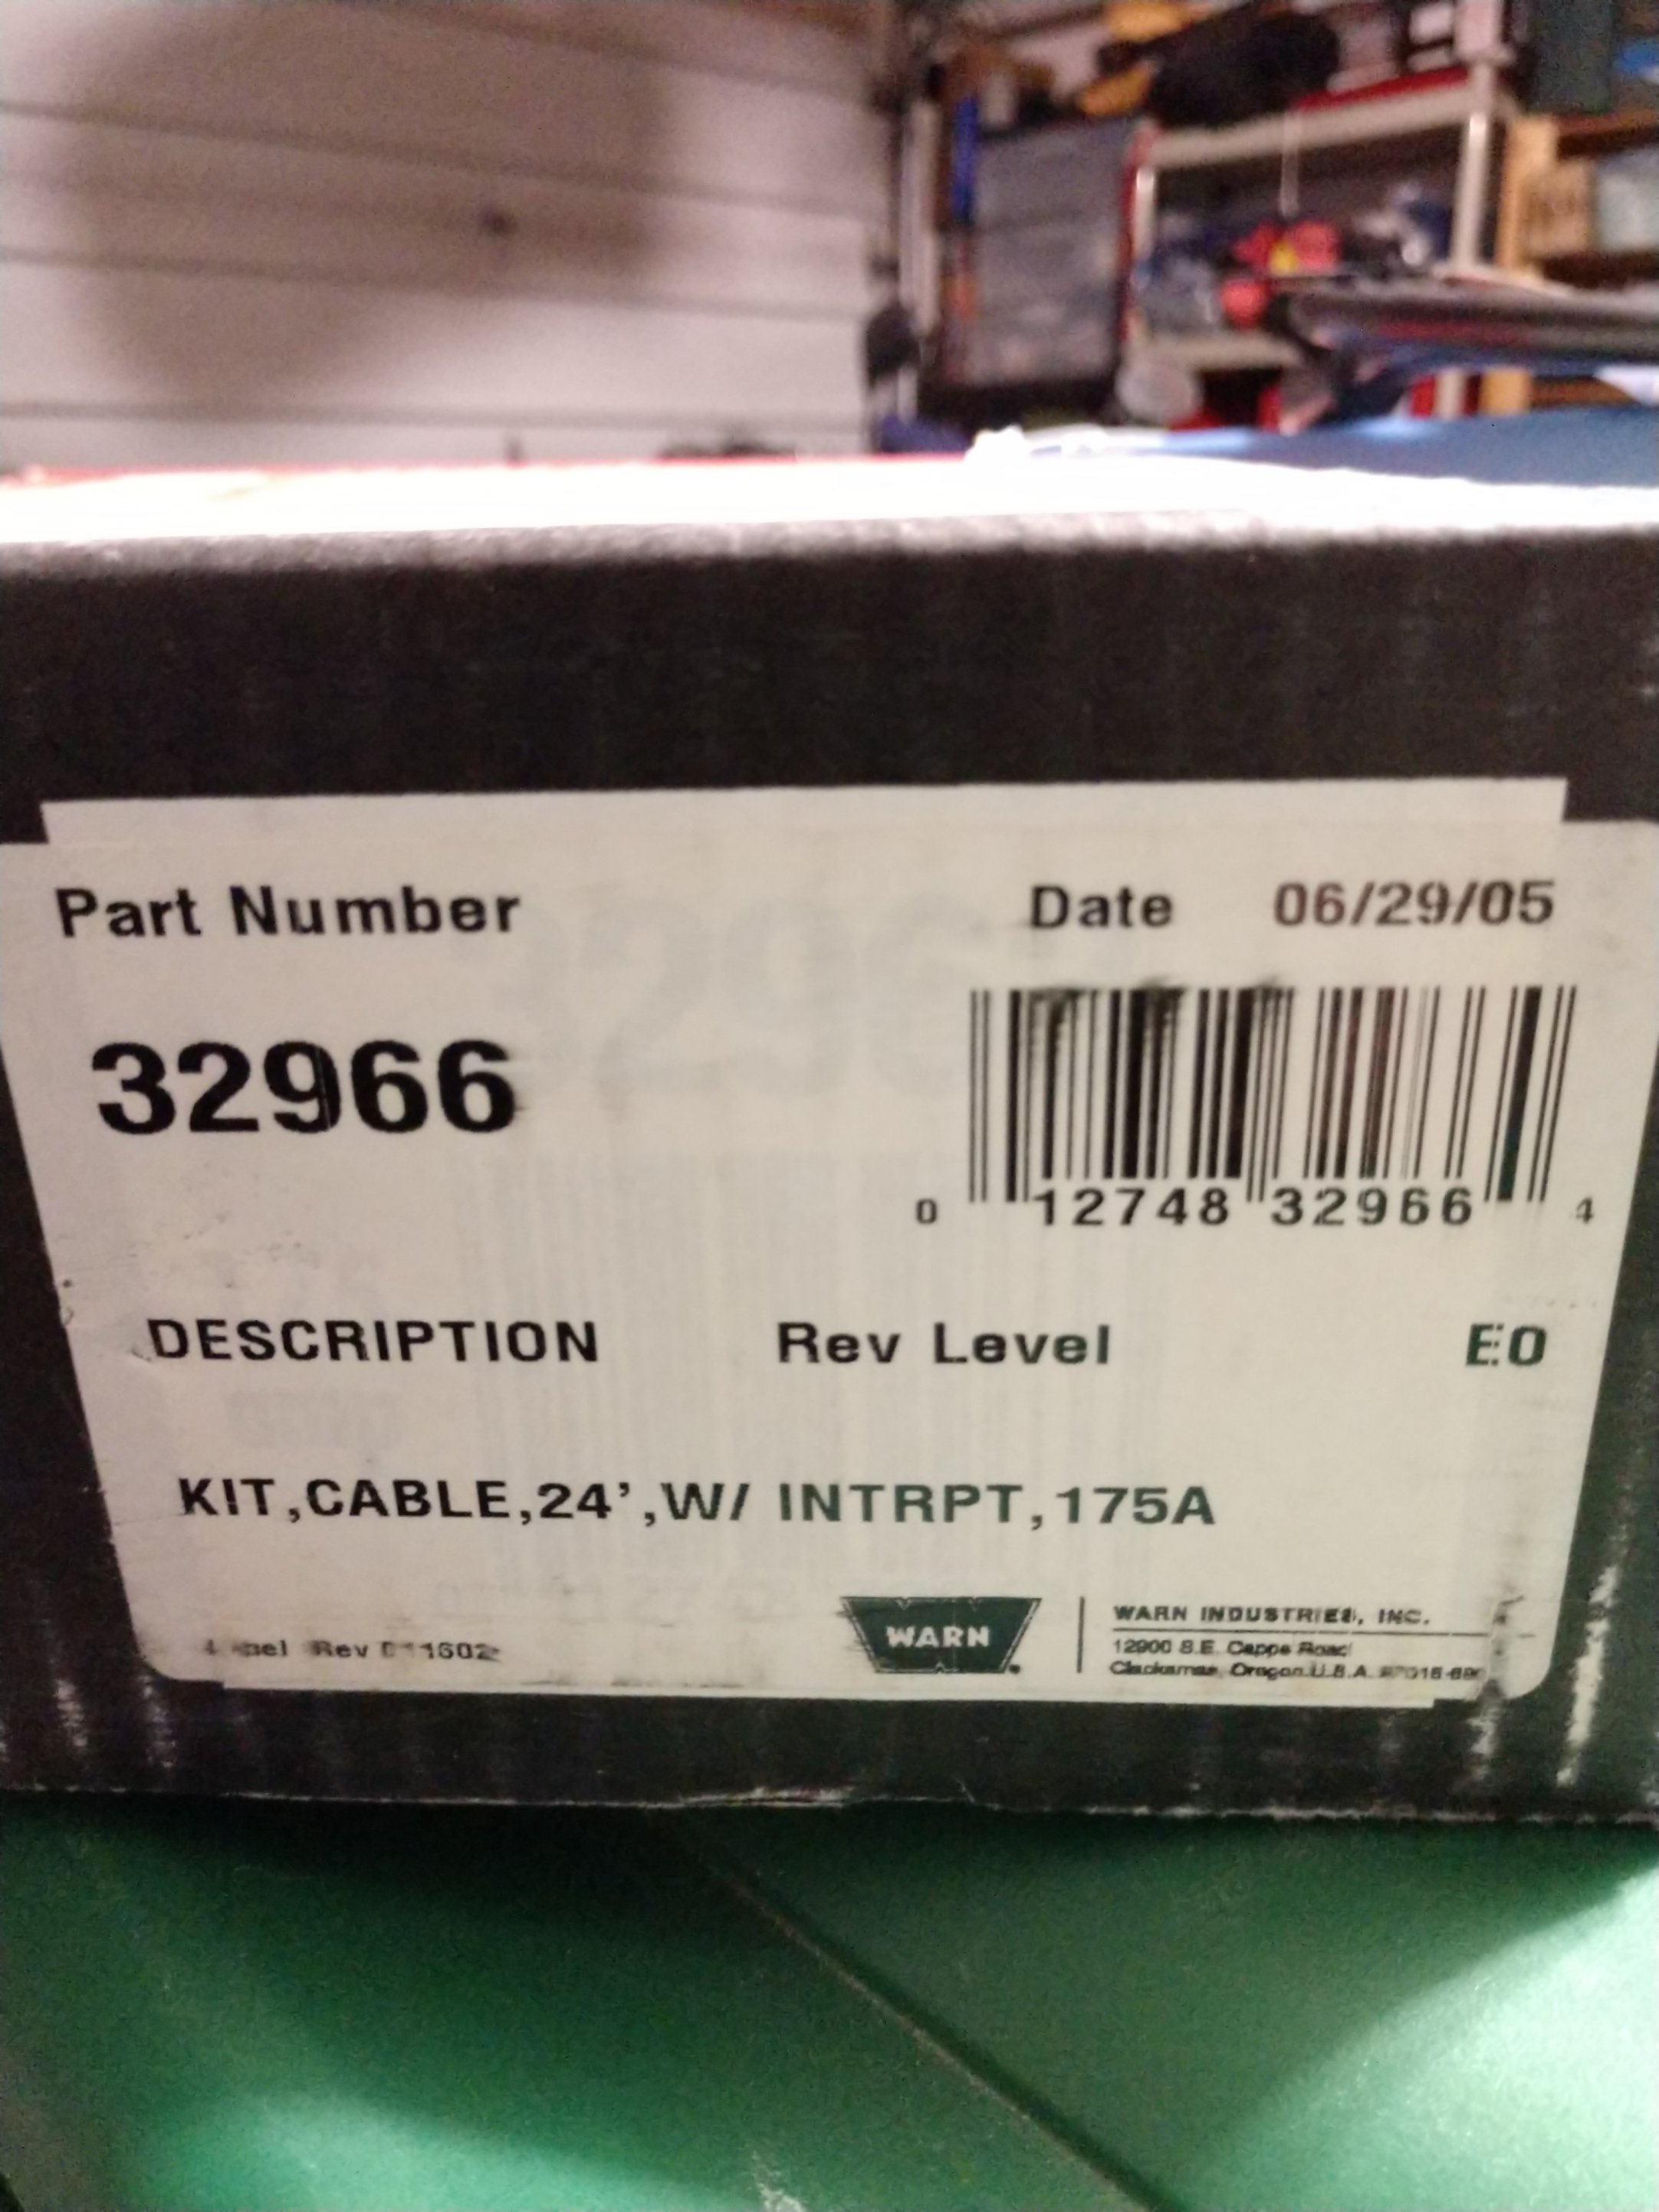 Part Number
Date 06/29/05
32966
0 12748 32966 4
DESCRIPTION Rev Level E0
KIT,CABLE,24',W/ INTRPT,175A
Rev
WARN
WARN INDUSTRIES, INC.
12900 S.E. Capps Road
Clackamas, Oregon U.S.A.